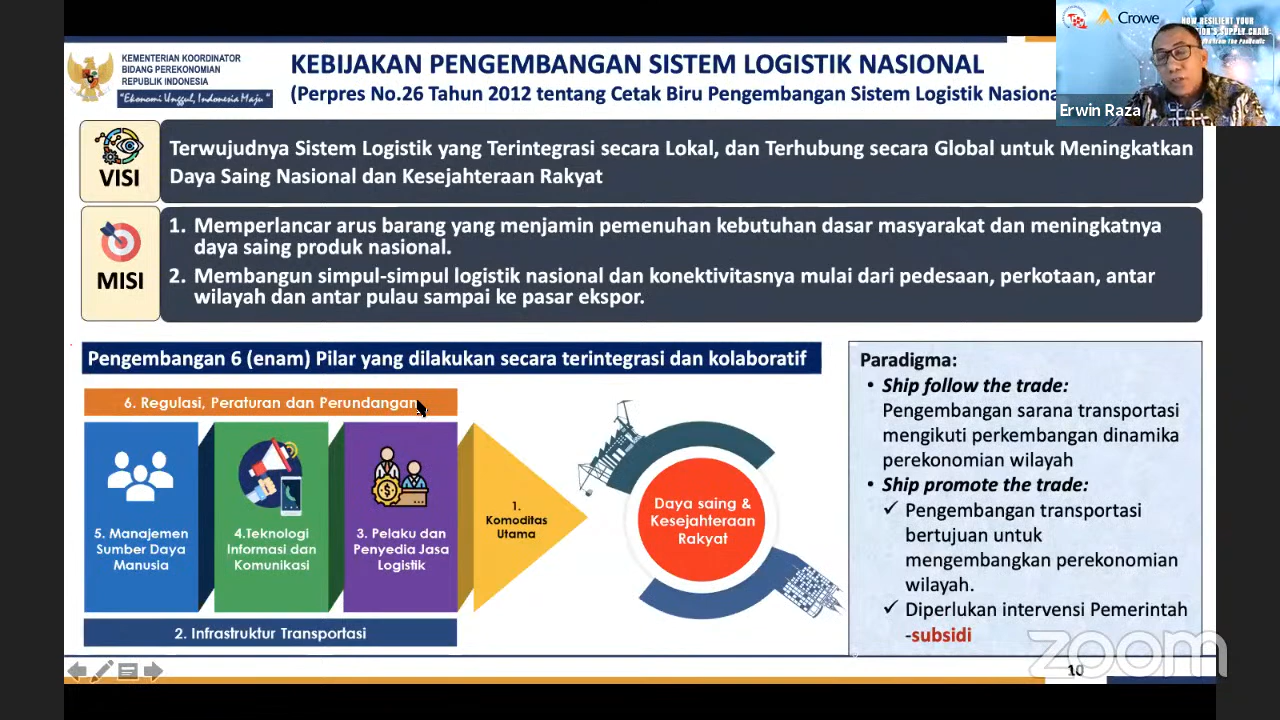 KEMENTERIAN KOORDINATOR
BIDANG PEREKONOMIAN
REPUBLIK INDONESIA
"Ekonomi Unggul, Indonesia Maju"
KEBIJAKAN PENGEMBANGAN SISTEM LOGISTIK NASIONAL
(Perpres No.26 Tahun 2012 tentang Cetak Biru Pengembangan Sistem Logistik Nasiona
Crowe
HOW RESILIENT YOUR
SUPPLY CHAIN
Erwin Raza
VISI
Terwujudnya Sistem Logistik yang Terintegrasi secara Lokal, dan Terhubung secara Global untuk Meningkatkan
Daya Saing Nasional dan Kesejahteraan Rakyat
MISI
1. Memperlancar arus barang yang menjamin pemenuhan kebutuhan dasar masyarakat dan meningkatnya
daya saing produk nasional.
2. Membangun simpul-simpul logistik nasional dan konektivitasnya mulai dari pedesaan, perkotaan, antar
wilayah dan antar pulau sampai ke pasar ekspor.
Pengembangan 6 (enam) Pilar yang dilakukan secara terintegrasi dan kolaboratif
6. Regulasi, Peraturan dan Perundangan
5. Manajemen
Sumber Daya
Manusia
4.Teknologi
Informasi dan
Komunikasi
3. Pelaku dan
Penyedia Jasa
Logistik
1.
Komoditas
Utama
2. Infrastruktur Transportasi
Daya saing &
Kesejahteraan
Rakyat
Paradigma:
• Ship follow the trade:
Pengembangan sarana transportasi
mengikuti perkembangan dinamika
perekonomian wilayah
• Ship promote the trade:
✓ Pengembangan transportasi
bertujuan untuk
mengembangkan perekonomian
wilayah.
✓ Diperlukan intervensi Pemerintah
-subsidi
zoom
10